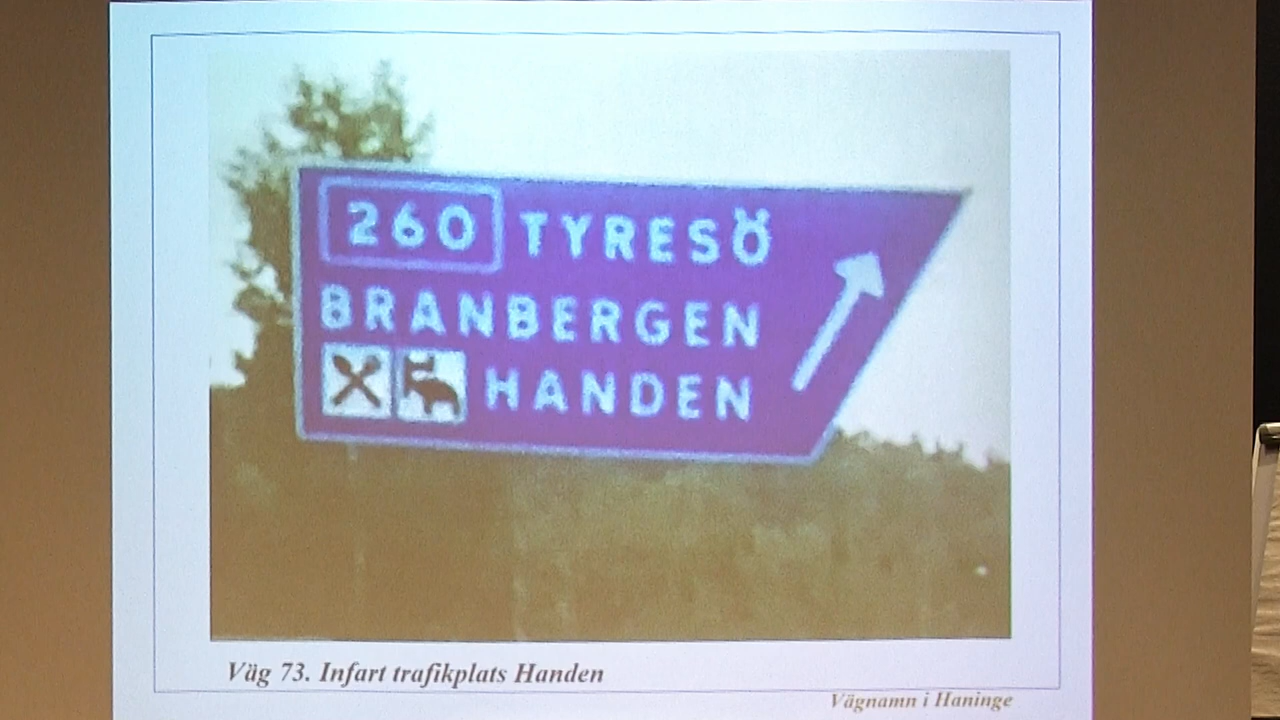 260 TYRESÖ
BRANBERGEN
HANDEN
Väg 73. Infart trafikplats Handen
Vägnamn i Haninge